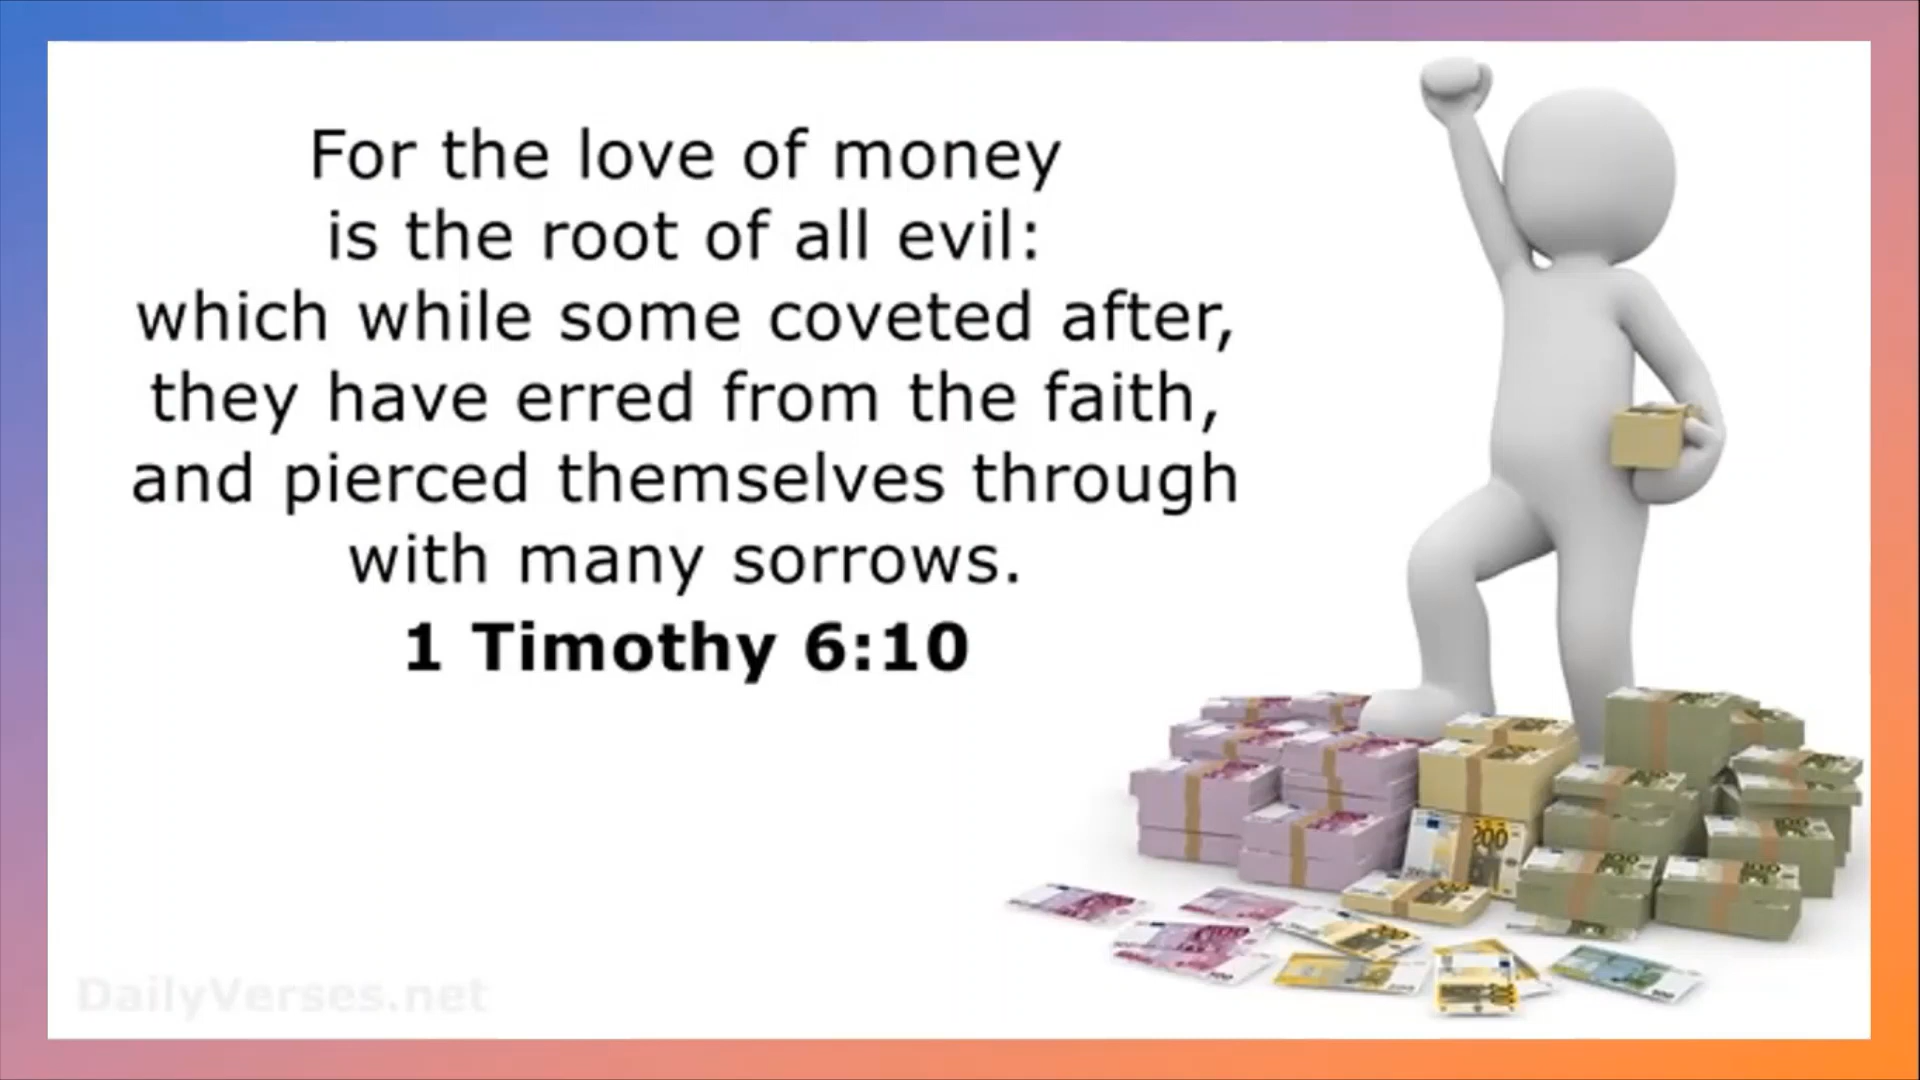 For the love of money
is the root of all evil:
which while some coveted after,
they have erred from the faith,
and pierced themselves through
with many sorrows.
1 Timothy 6:10
200
DailyVerses.net